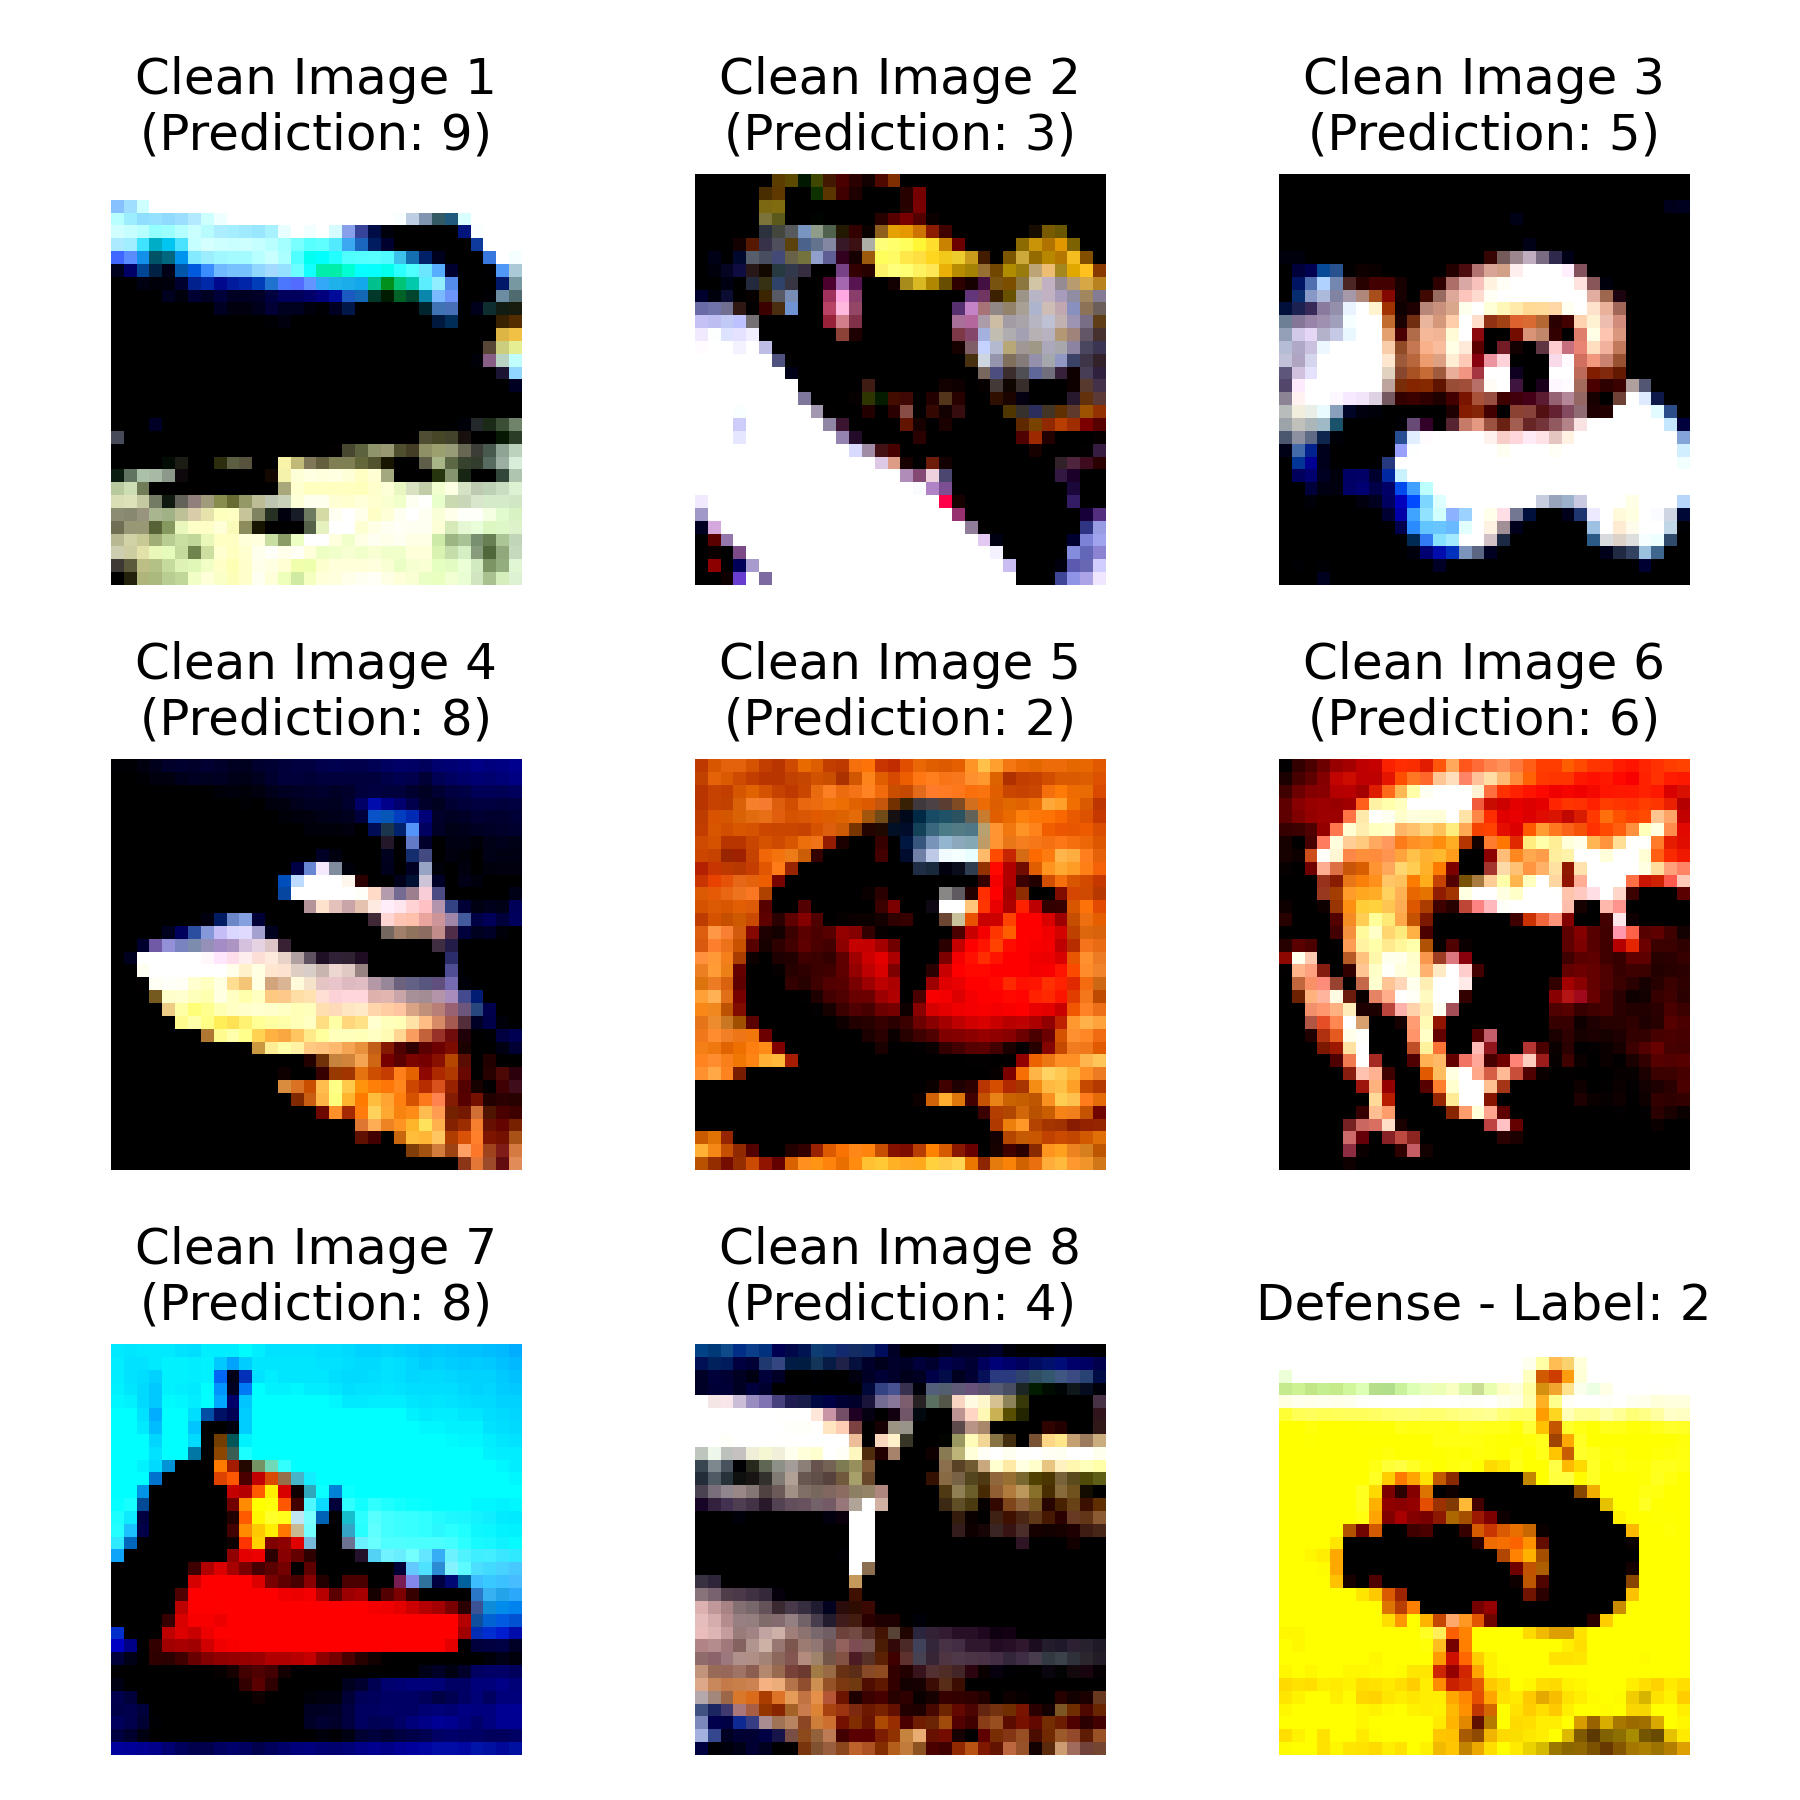 Clean Image 1
(Prediction: 9)
Clean Image 2
(Prediction: 3)
Clean Image 3
(Prediction: 5)
Clean Image 4
(Prediction: 8)
Clean Image 5
(Prediction: 2)
Clean Image 6
(Prediction: 6)
Clean Image 7
(Prediction: 8)
Clean Image 8
(Prediction: 4)
Defense - Label: 2